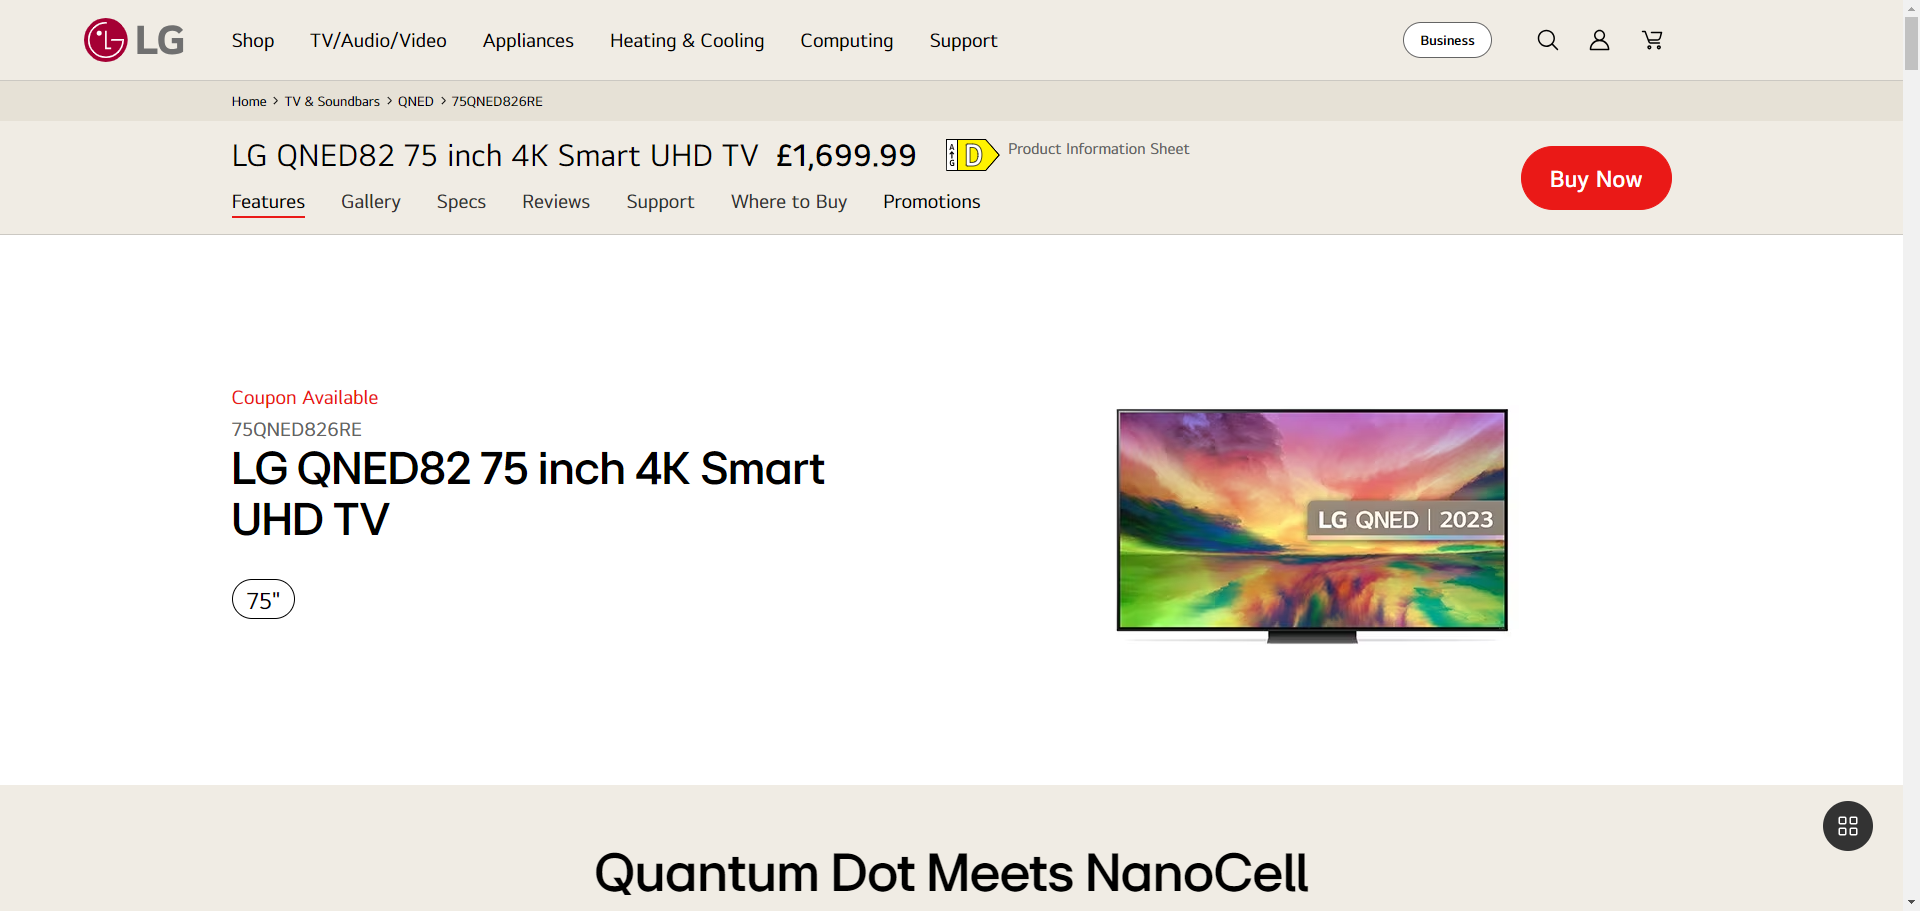 LG
Shop TV/Audio/Video Appliances Heating & Cooling Computing Support Business
Home > TV & Soundbars > QNED > 75QNED826RE
LG QNED82 75 inch 4K Smart UHD TV £1,699.99 A G D Product Information Sheet
Buy Now
Features Gallery Specs Reviews Support Where to Buy Promotions
Coupon Available
75QNED826RE
LG QNED82 75 inch 4K Smart
UHD TV
75"
LG QNED | 2023
Quantum Dot Meets NanoCell